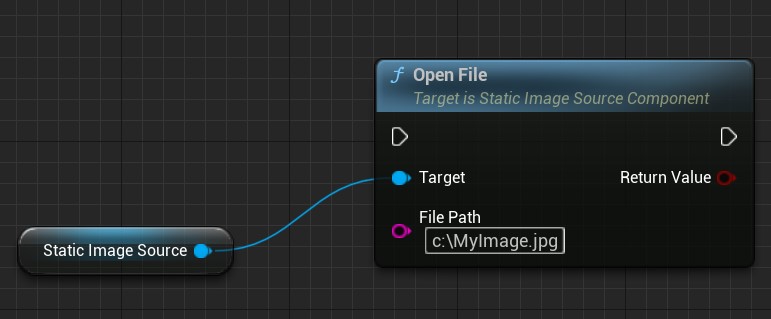 Open File
Target is Static Image Source Component
Target
Return Value
File Path
c:\MyImage.jpg
Static Image Source